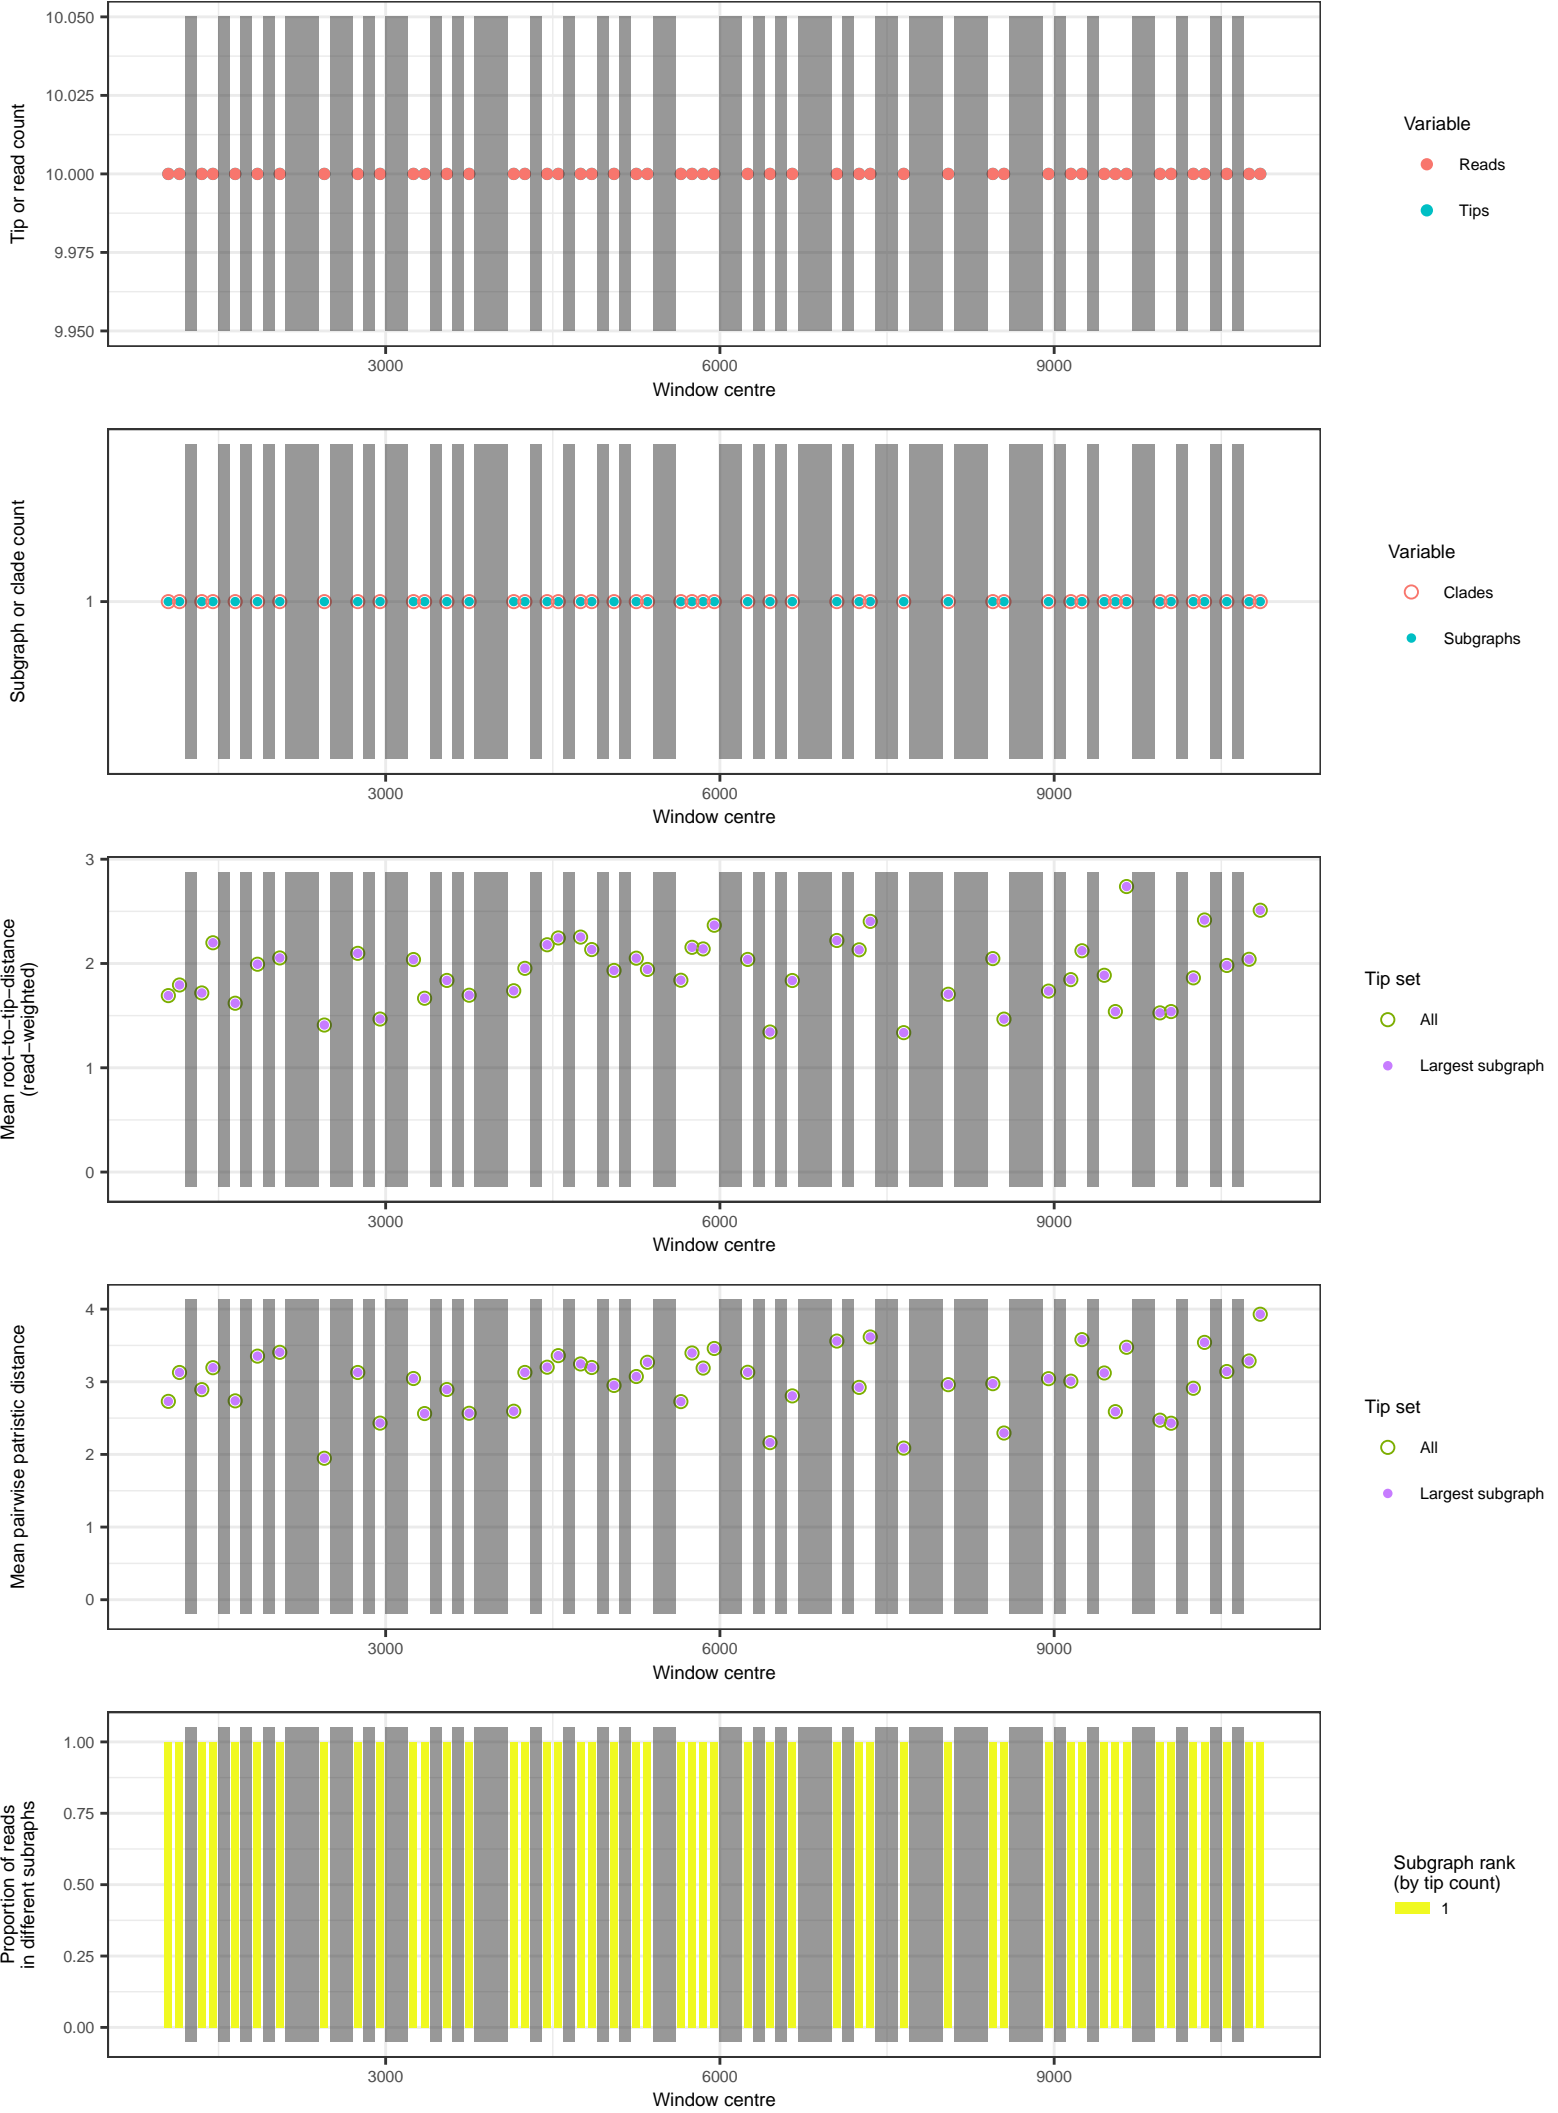 10.050
10.025
10.000
9.975
9.950
Tip or read count
3000
6000
9000
Window centre
Variable
Reads
Tips
Subgraph or clade count
1
3000
6000
9000
Window centre
Variable
Clades
Subgraphs
3
2
1
0
Mean root−to−tip−distance
(read−weighted)
3000
6000
9000
Window centre
Tip set
All
Largest subgraph
4
3
2
1
0
Mean pairwise patristic distance
3000
6000
9000
Window centre
Tip set
All
Largest subgraph
1.00
0.75
0.50
0.25
0.00
Proportion of reads
in different subraphs
3000
6000
9000
Window centre
Subgraph rank
(by tip count)
1